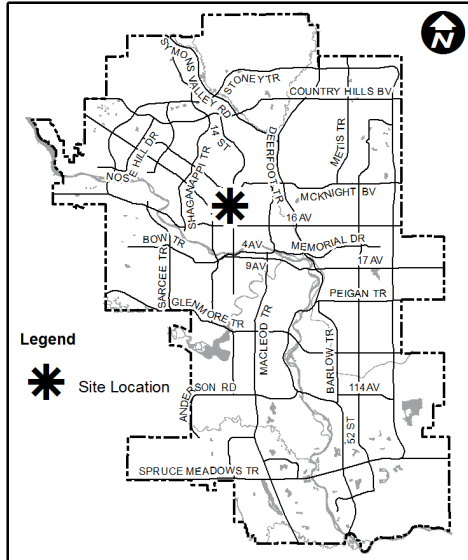 N
SYMONS VALLEY RD
STONEY TR
COUNTRY HILLS BV
NOSE HILL DR
SHAGANAPPI TR
14 ST
DEERFOOT TR
METIS TR
MCKNIGHT BV
16 AV
BOW TR
4 AV
MEMORIAL DR
9 AV
17 AV
SARCEE TR
PEIGAN TR
GLENMORE TR
MACLEOD TR
BARLOW TR
Legend
Site Location
ANDERSON RD
114 AV
52 ST
SPRUCE MEADOWS TR